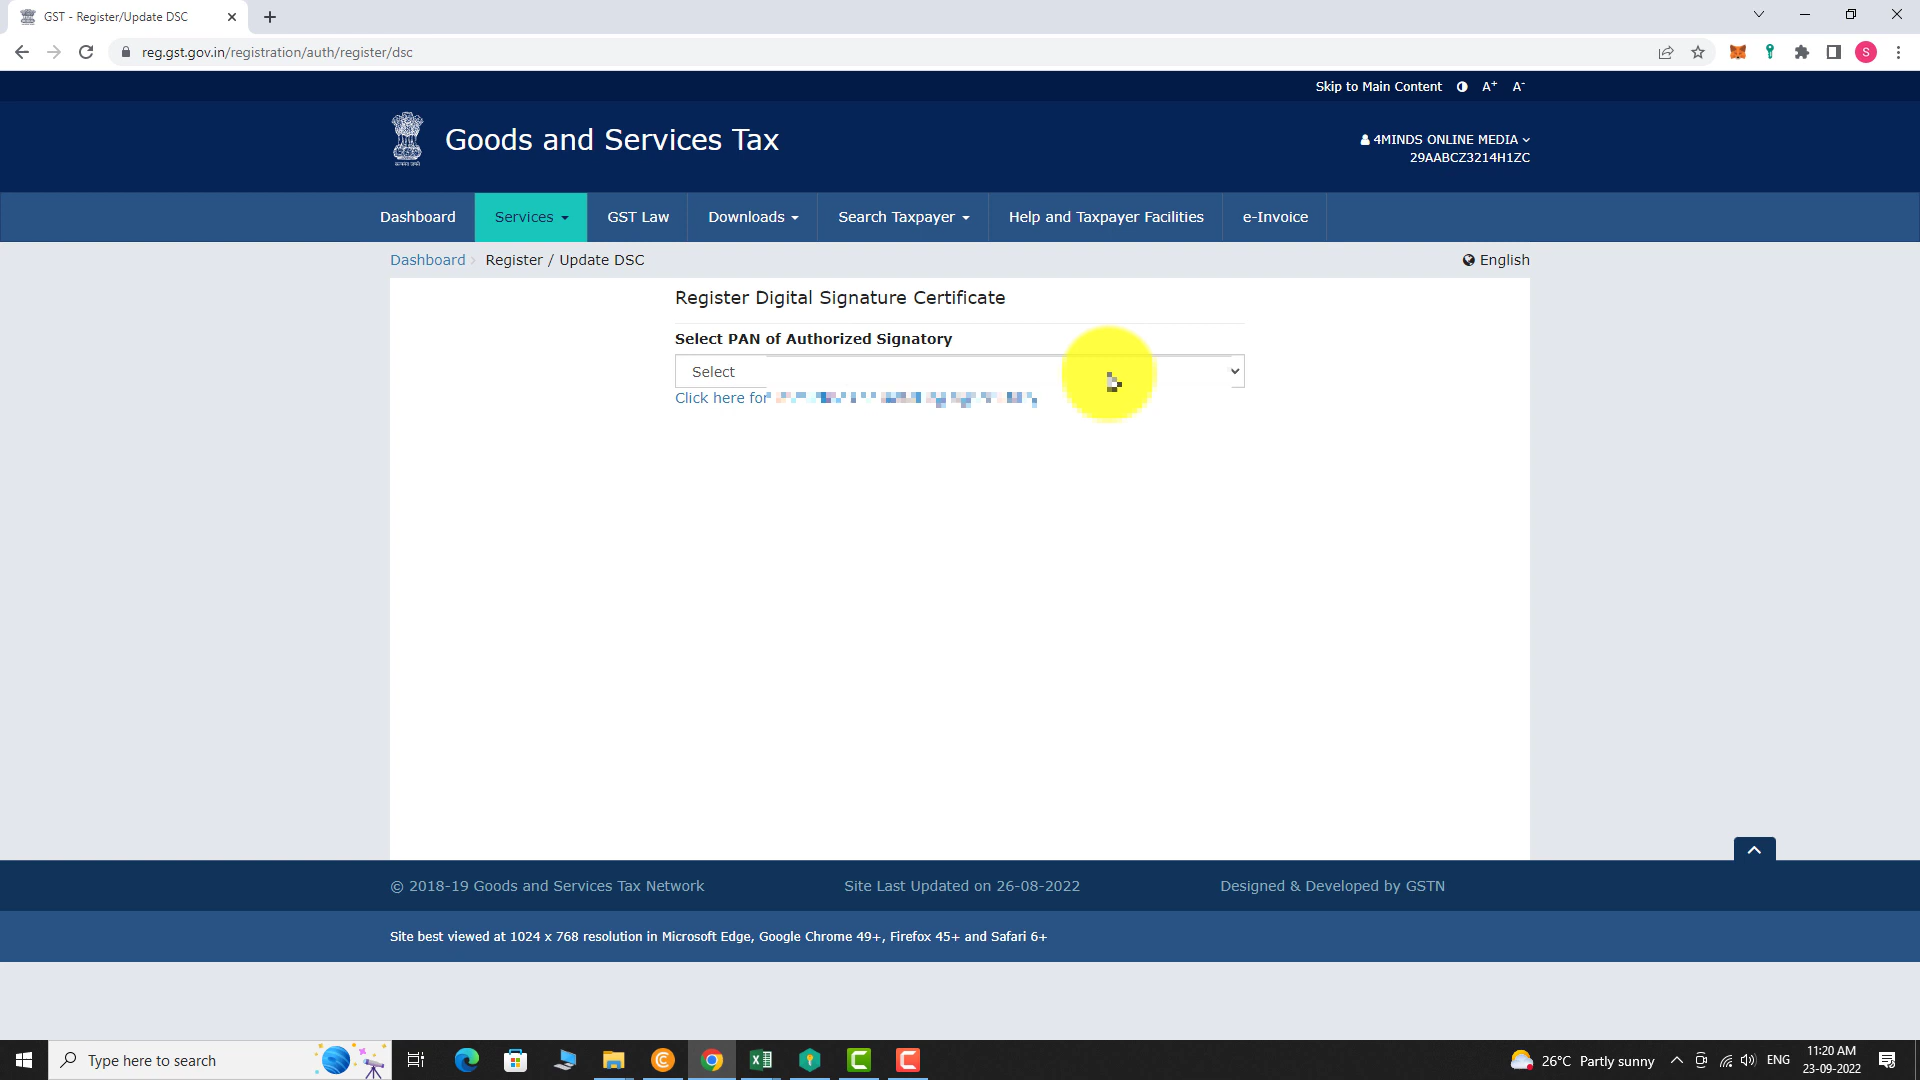 GST - Register/Update DSC
reg.gst.gov.in/registration/auth/register/dsc
S
Skip to Main Content A+ A-
Goods and Services Tax
4MINDS ONLINE MEDIA
29AABCZ3214H1ZC
Dashboard Services GST Law Downloads Search Taxpayer Help and Taxpayer Facilities e-Invoice
Dashboard Register / Update DSC English
Register Digital Signature Certificate
Select PAN of Authorized Signatory
Select
Click here for
© 2018-19 Goods and Services Tax Network Site Last Updated on 26-08-2022 Designed & Developed by GSTN
Site best viewed at 1024 x 768 resolution in Microsoft Edge, Google Chrome 49+, Firefox 45+ and Safari 6+
Type here to search 26°C Partly sunny ENG 11:20 AM
23-09-2022